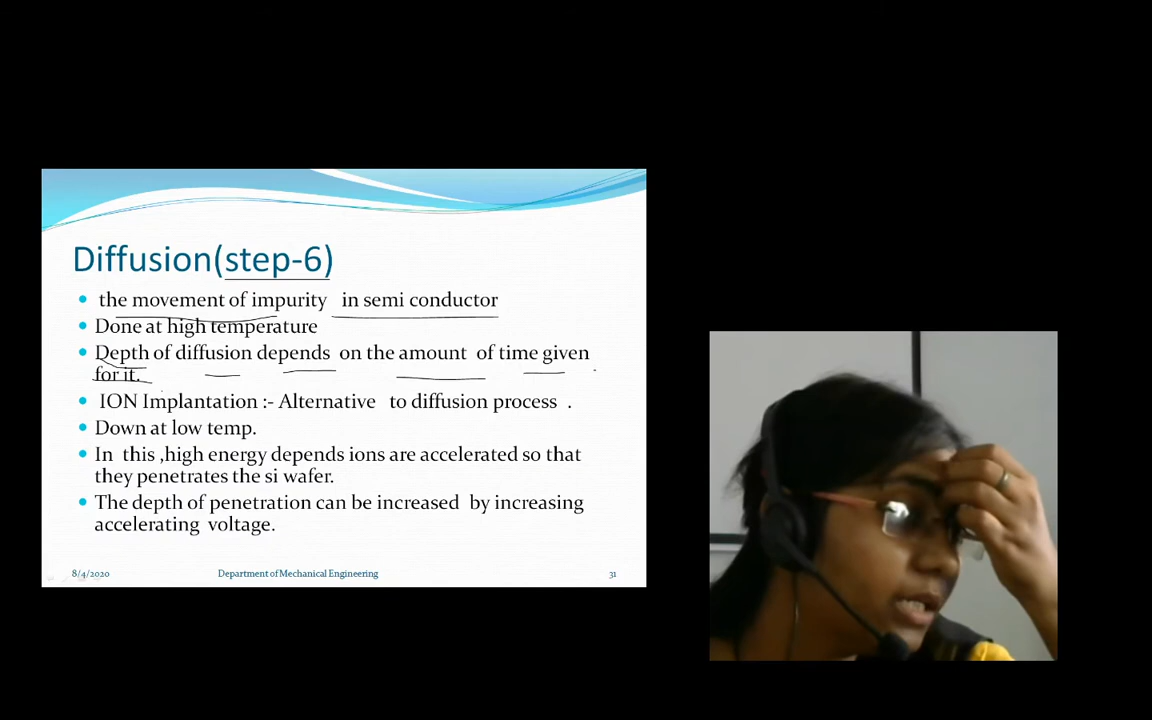 Diffusion(step-6)
the movement of impurity in semi conductor
Done at high temperature
Depth of diffusion depends on the amount of time given
for it.
ION Implantation :- Alternative to diffusion process .
Down at low temp.
In this ,high energy depends ions are accelerated so that
they penetrates the si wafer.
The depth of penetration can be increased by increasing
accelerating voltage.
8/4/2020 Department of Mechanical Engineering 31